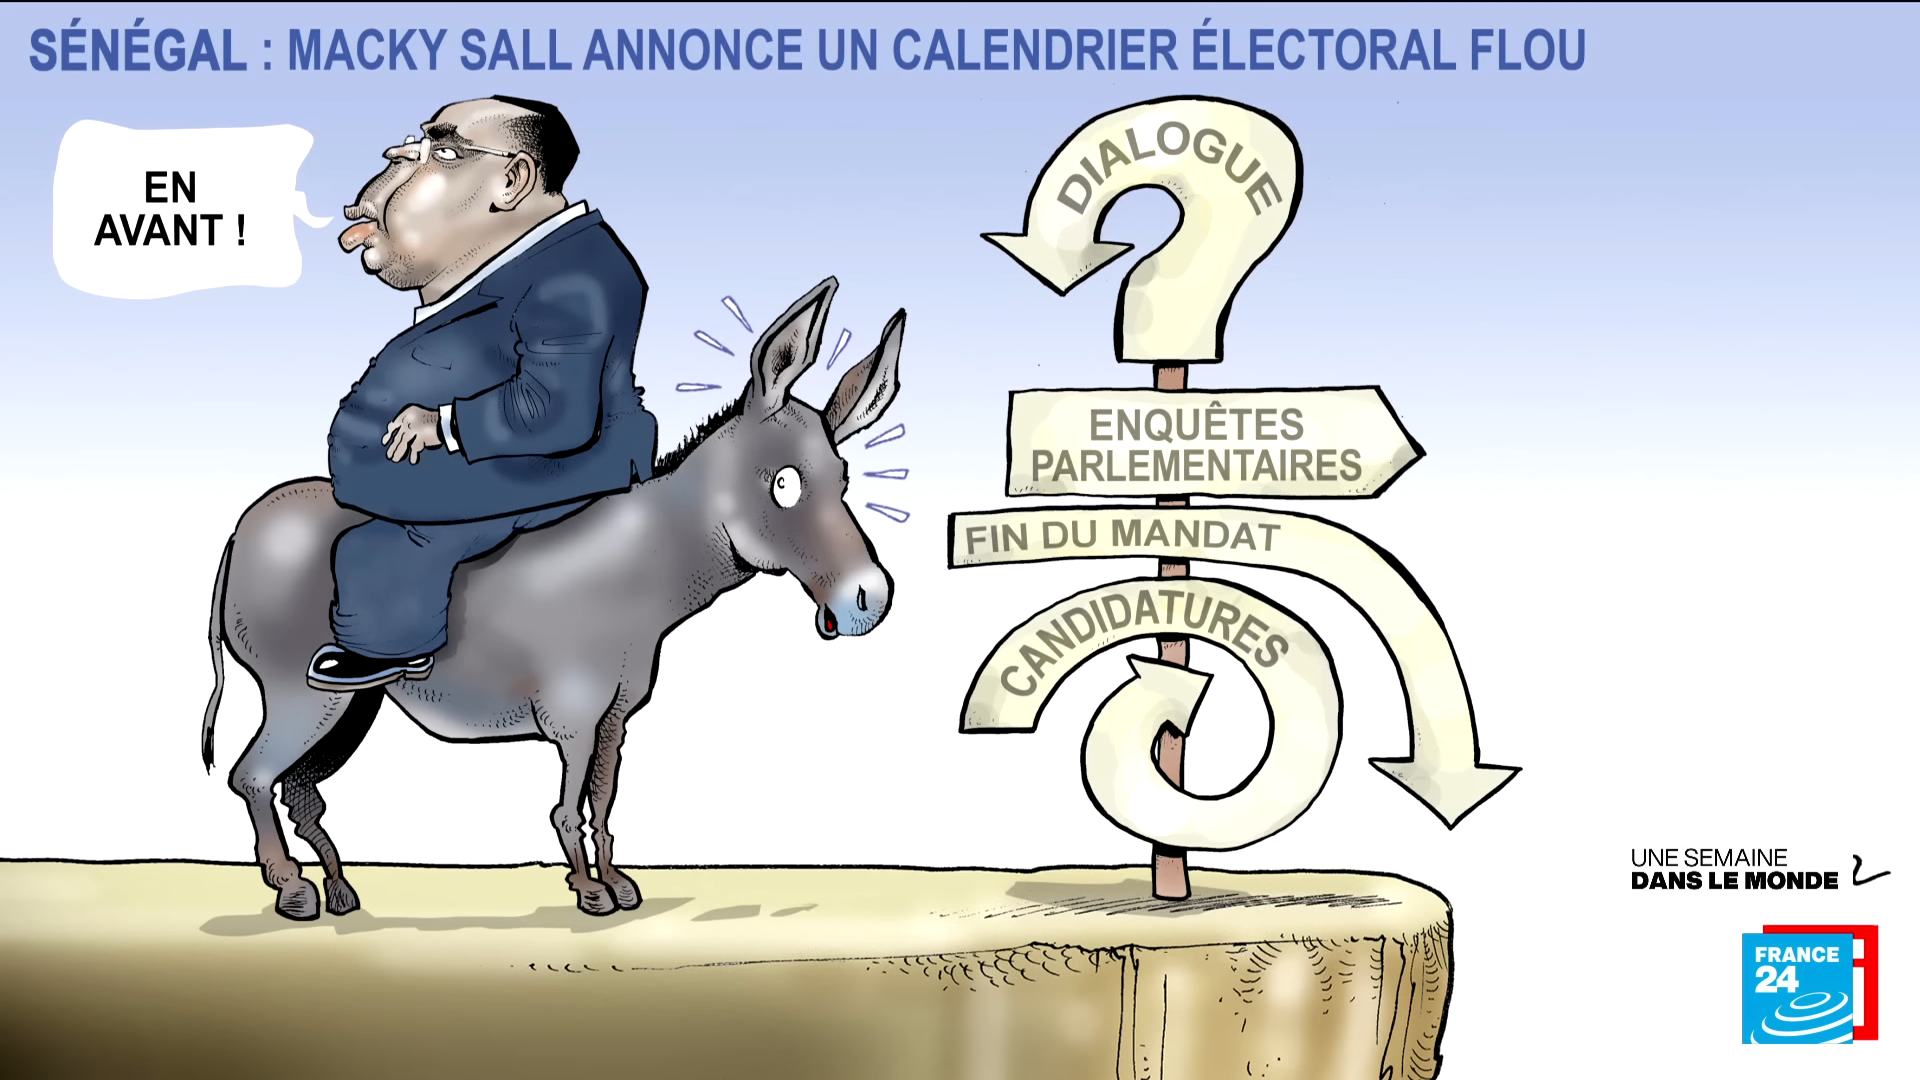 SÉNÉGAL : MACKY SALL ANNONCE UN CALENDRIER ÉLECTORAL FLOU
EN
AVANT !
DIALOGUE
ENQUÊTES
PARLEMENTAIRES
FIN DU MANDAT
CANDIDATURES
UNE SEMAINE
DANS LE MONDE
FRANCE
24